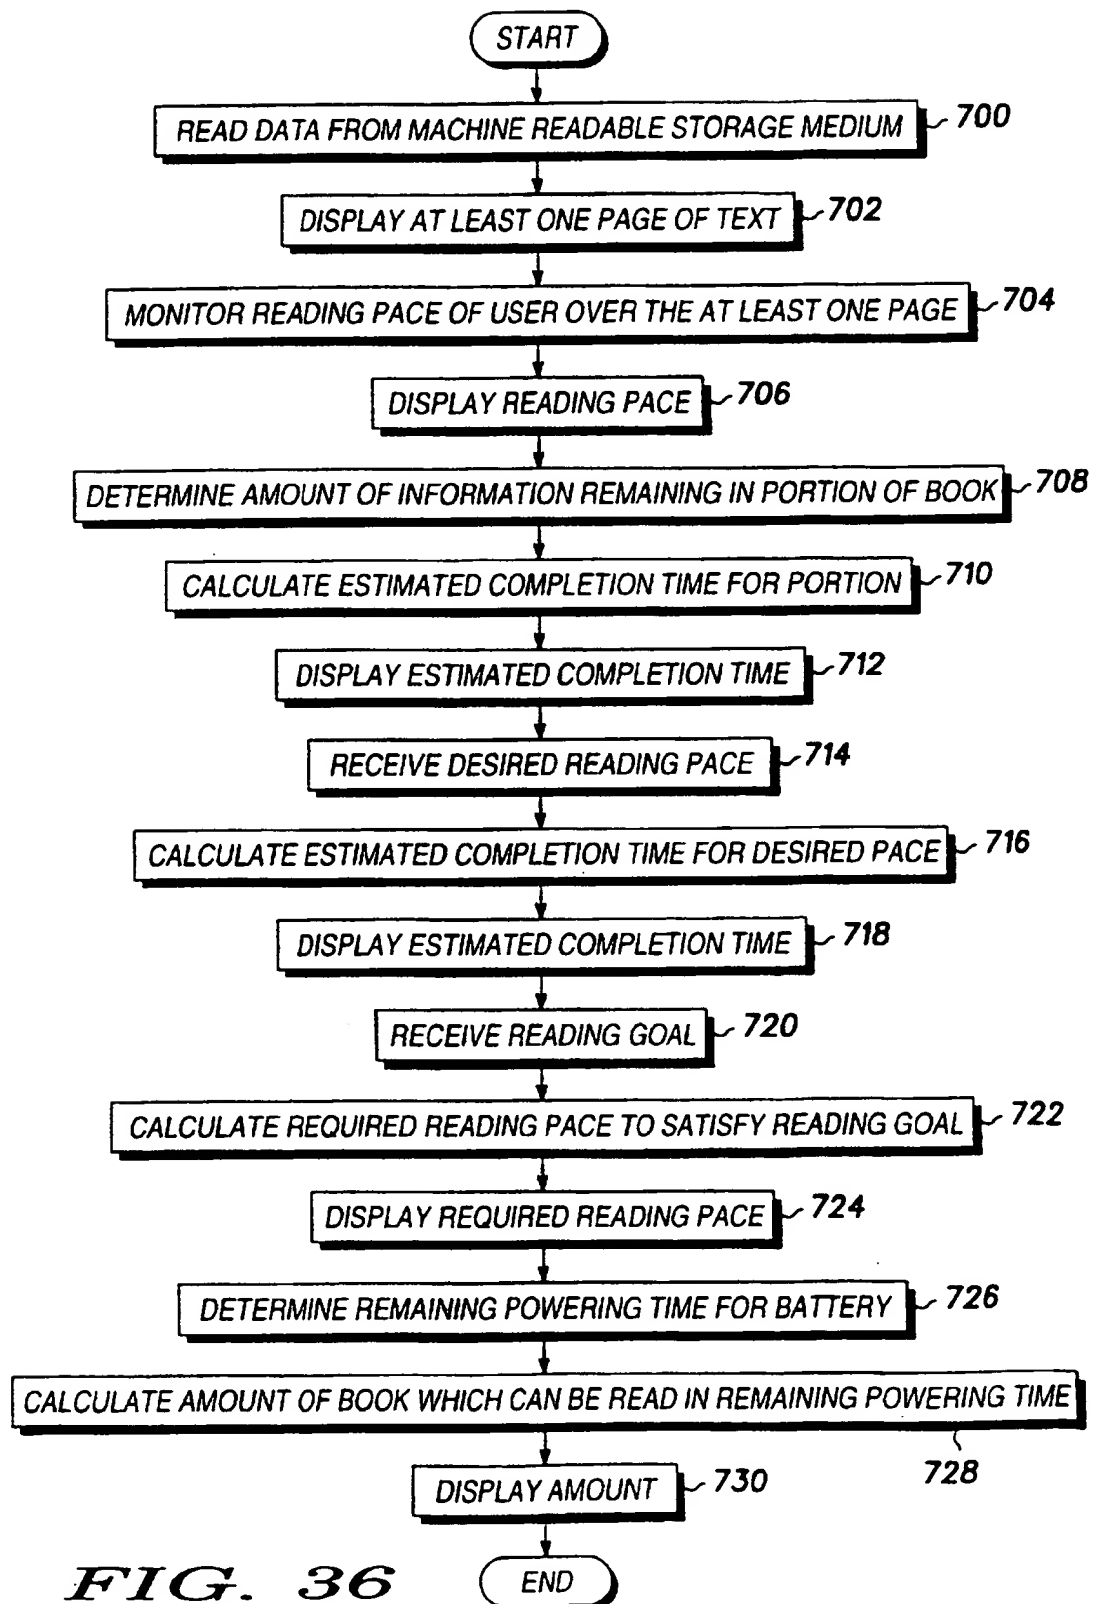 START
READ DATA FROM MACHINE READABLE STORAGE MEDIUM 700
DISPLAY AT LEAST ONE PAGE OF TEXT 702
MONITOR READING PACE OF USER OVER THE AT LEAST ONE PAGE 704
DISPLAY READING PACE 706
DETERMINE AMOUNT OF INFORMATION REMAINING IN PORTION OF BOOK 708
CALCULATE ESTIMATED COMPLETION TIME FOR PORTION 710
DISPLAY ESTIMATED COMPLETION TIME 712
RECEIVE DESIRED READING PACE 714
CALCULATE ESTIMATED COMPLETION TIME FOR DESIRED PACE 716
DISPLAY ESTIMATED COMPLETION TIME 718
RECEIVE READING GOAL 720
CALCULATE REQUIRED READING PACE TO SATISFY READING GOAL 722
DISPLAY REQUIRED READING PACE 724
DETERMINE REMAINING POWERING TIME FOR BATTERY 726
CALCULATE AMOUNT OF BOOK WHICH CAN BE READ IN REMAINING POWERING TIME
728
DISPLAY AMOUNT 730
END
FIG. 36